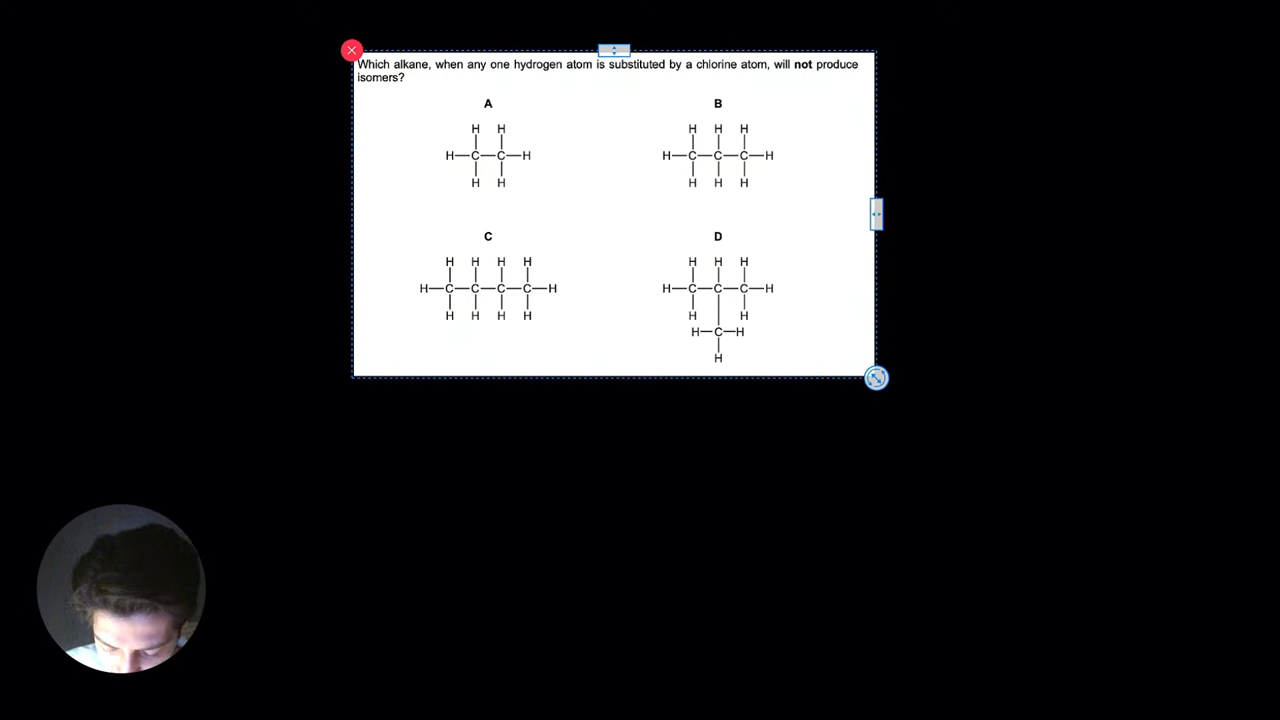 Which alkane, when any one hydrogen atom is substituted by a chlorine atom, will not produce
isomers?
A B
H H H H H
H—C—C—H H—C—C—C—H
H H H H H
C D
H H H H H H H
H—C—C—C—C—H H—C—C—C—H
H H H H H H
H—C—H
H